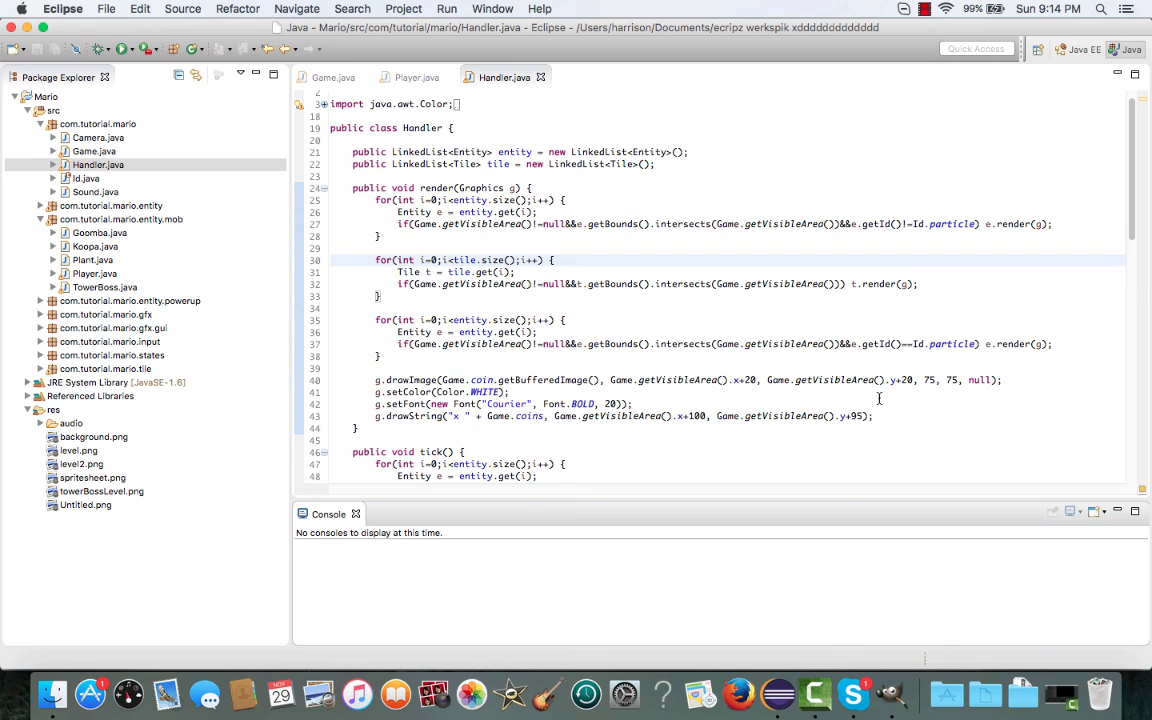 Eclipse File Edit Source Refactor Navigate Search Project Run Window Help 99% Sun 9:14 PM
Java - Mario/src/com/tutorial/mario/Handler.java - Eclipse - /Users/harrison/Documents/ecripz werkspik xdddddddddddddd
Quick Access Java EE Java
Package Explorer
Mario
src
com.tutorial.mario
Camera.java
Game.java
Handler.java
Id.java
Sound.java
com.tutorial.mario.entity
com.tutorial.mario.entity.mob
Goomba.java
Koopa.java
Plant.java
Player.java
TowerBoss.java
com.tutorial.mario.entity.powerup
com.tutorial.mario.gfx
com.tutorial.mario.gfx.gui
com.tutorial.mario.input
com.tutorial.mario.states
com.tutorial.mario.tile
JRE System Library [JavaSE-1.6]
Referenced Libraries
res
audio
background.png
level.png
level2.png
spritesheet.png
towerBossLevel.png
Untitled.png
Game.java Player.java Handler.java
2
3 import java.awt.Color;
18
19 public class Handler {
20
21 public LinkedList<Entity> entity = new LinkedList<Entity>();
22 public LinkedList<Tile> tile = new LinkedList<Tile>();
23
24 public void render(Graphics g) {
25 for(int i=0;i<entity.size();i++) {
26 Entity e = entity.get(i);
27 if(Game.getVisibleArea()!=null&&e.getBounds().intersects(Game.getVisibleArea())&&e.getId()!=Id.particle) e.render(g);
28 }
29
30 for(int i=0;i<tile.size();i++) {
31 Tile t = tile.get(i);
32 if(Game.getVisibleArea()!=null&&t.getBounds().intersects(Game.getVisibleArea())) t.render(g);
33 }
34
35 for(int i=0;i<entity.size();i++) {
36 Entity e = entity.get(i);
37 if(Game.getVisibleArea()!=null&&e.getBounds().intersects(Game.getVisibleArea())&&e.getId()==Id.particle) e.render(g);
38 }
39
40 g.drawImage(Game.coin.getBufferedImage(), Game.getVisibleArea().x+20, Game.getVisibleArea().y+20, 75, 75, null);
41 g.setColor(Color.WHITE);
42 g.setFont(new Font("Courier", Font.BOLD, 20));
43 g.drawString("x " + Game.coins, Game.getVisibleArea().x+100, Game.getVisibleArea().y+95);
44 }
45
46 public void tick() {
47 for(int i=0;i<entity.size();i++) {
48 Entity e = entity.get(i);
Console
No consoles to display at this time.
1
NOV
29